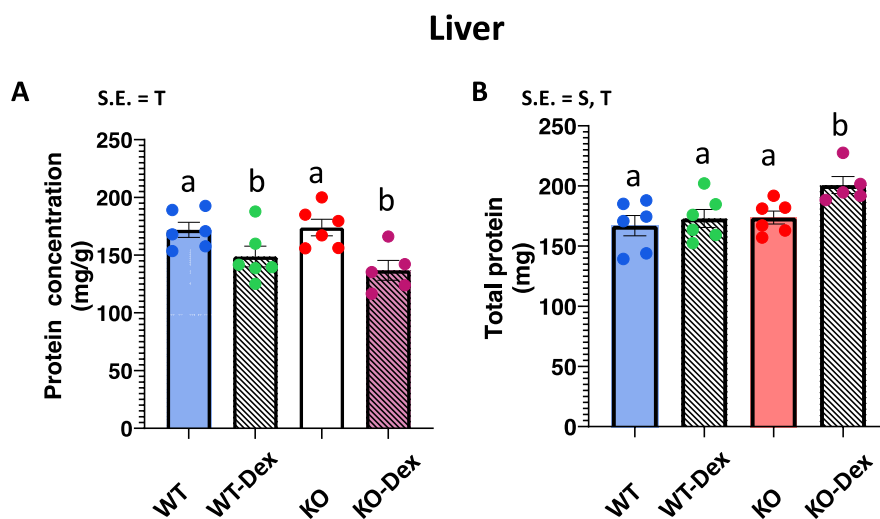 Liver
A
S.E. = T
Protein concentration
(mg/g)
250
200
150
100
50
0
a
b
a
b
WT
WT-Dex
KO
KO-Dex
B
S.E. = S, T
Total protein
(mg)
250
200
150
100
50
0
a
a
a
b
WT
WT-Dex
KO
KO-Dex